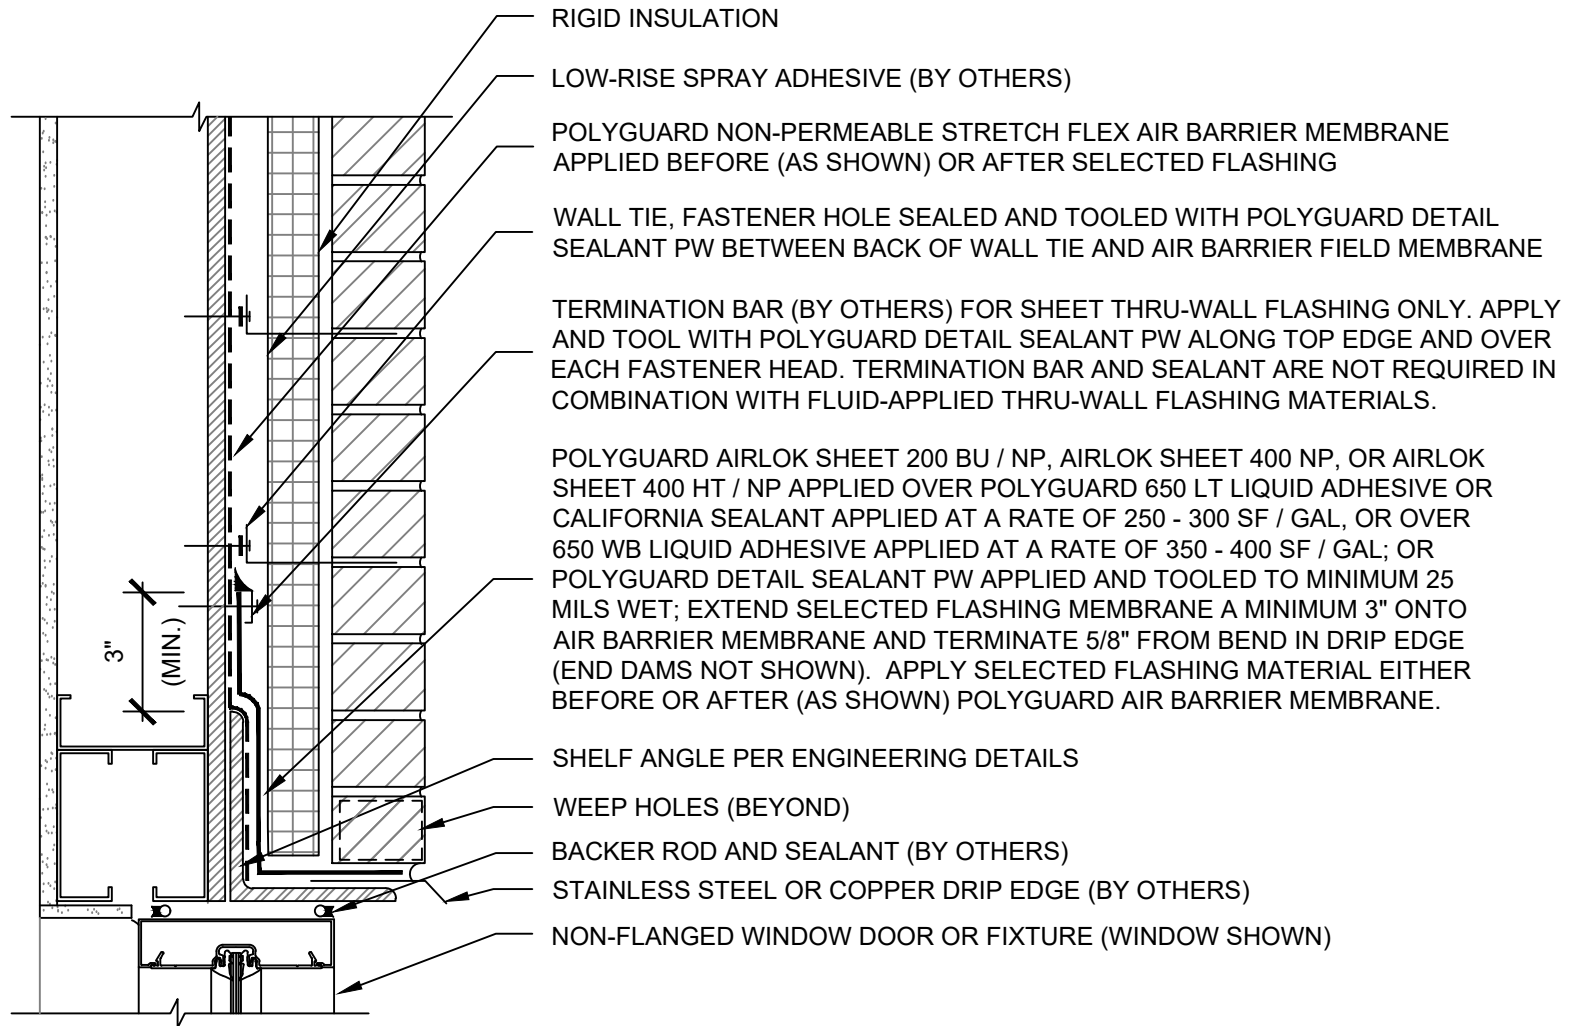 RIGID INSULATION
LOW-RISE SPRAY ADHESIVE (BY OTHERS)
POLYGUARD NON-PERMEABLE STRETCH FLEX AIR BARRIER MEMBRANE
APPLIED BEFORE (AS SHOWN) OR AFTER SELECTED FLASHING
WALL TIE, FASTENER HOLE SEALED AND TOOLED WITH POLYGUARD DETAIL
SEALANT PW BETWEEN BACK OF WALL TIE AND AIR BARRIER FIELD MEMBRANE
TERMINATION BAR (BY OTHERS) FOR SHEET THRU-WALL FLASHING ONLY. APPLY
AND TOOL WITH POLYGUARD DETAIL SEALANT PW ALONG TOP EDGE AND OVER
EACH FASTENER HEAD. TERMINATION BAR AND SEALANT ARE NOT REQUIRED IN
COMBINATION WITH FLUID-APPLIED THRU-WALL FLASHING MATERIALS.
POLYGUARD AIRLOK SHEET 200 BU / NP, AIRLOK SHEET 400 NP, OR AIRLOK
SHEET 400 HT / NP APPLIED OVER POLYGUARD 650 LT LIQUID ADHESIVE OR
CALIFORNIA SEALANT APPLIED AT A RATE OF 250 - 300 SF / GAL, OR OVER
650 WB LIQUID ADHESIVE APPLIED AT A RATE OF 350 - 400 SF / GAL; OR
POLYGUARD DETAIL SEALANT PW APPLIED AND TOOLED TO MINIMUM 25
MILS WET; EXTEND SELECTED FLASHING MEMBRANE A MINIMUM 3" ONTO
AIR BARRIER MEMBRANE AND TERMINATE 5/8" FROM BEND IN DRIP EDGE
(END DAMS NOT SHOWN). APPLY SELECTED FLASHING MATERIAL EITHER
BEFORE OR AFTER (AS SHOWN) POLYGUARD AIR BARRIER MEMBRANE.
3"
(MIN.)
SHELF ANGLE PER ENGINEERING DETAILS
WEEP HOLES (BEYOND)
BACKER ROD AND SEALANT (BY OTHERS)
STAINLESS STEEL OR COPPER DRIP EDGE (BY OTHERS)
NON-FLANGED WINDOW DOOR OR FIXTURE (WINDOW SHOWN)